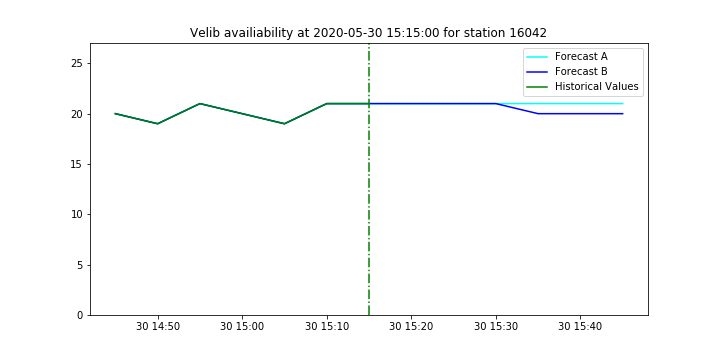 Velib availiability at 2020-05-30 15:15:00 for station 16042
Forecast A
Forecast B
Historical Values
25
20
15
10
5
0
30 14:50 30 15:00 30 15:10 30 15:20 30 15:30 30 15:40